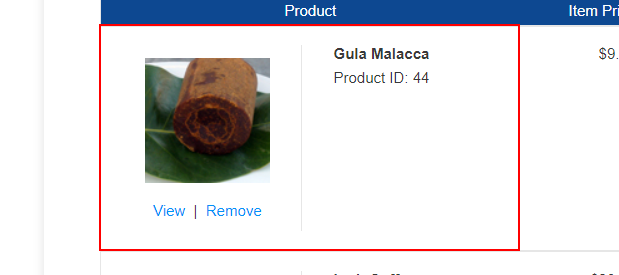 Product
Item Pri
Gula Malacca
$9.
Product ID: 44
View | Remove